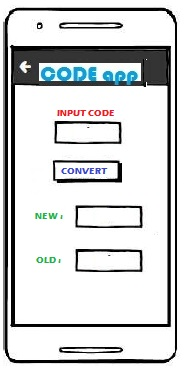 CODE app
INPUT CODE
CONVERT
NEW :
OLD :